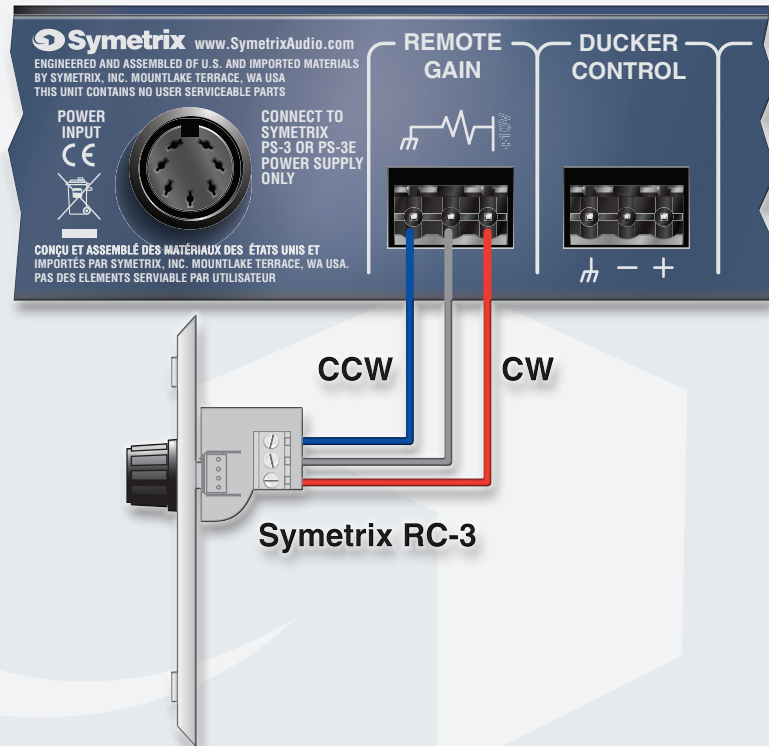 Symetrix www.SymetrixAudio.com
ENGINEERED AND ASSEMBLED OF U.S. AND IMPORTED MATERIALS
BY SYMETRIX, INC. MOUNTLAKE TERRACE, WA USA
THIS UNIT CONTAINS NO USER SERVICEABLE PARTS
POWER
INPUT
CE
CONNECT TO
SYMETRIX
PS-3 OR PS-3E
POWER SUPPLY
ONLY
CONÇU ET ASSEMBLÉ DES MATÉRIAUX DES ÉTATS UNIS ET
IMPORTÉS PAR SYMETRIX, INC. MOUNTLAKE TERRACE, WA USA.
PAS DES ELEMENTS SERVIABLE PAR UTILISATEUR
REMOTE
GAIN
+10V
DUCKER
CONTROL
− +
CCW
CW
Symetrix RC-3